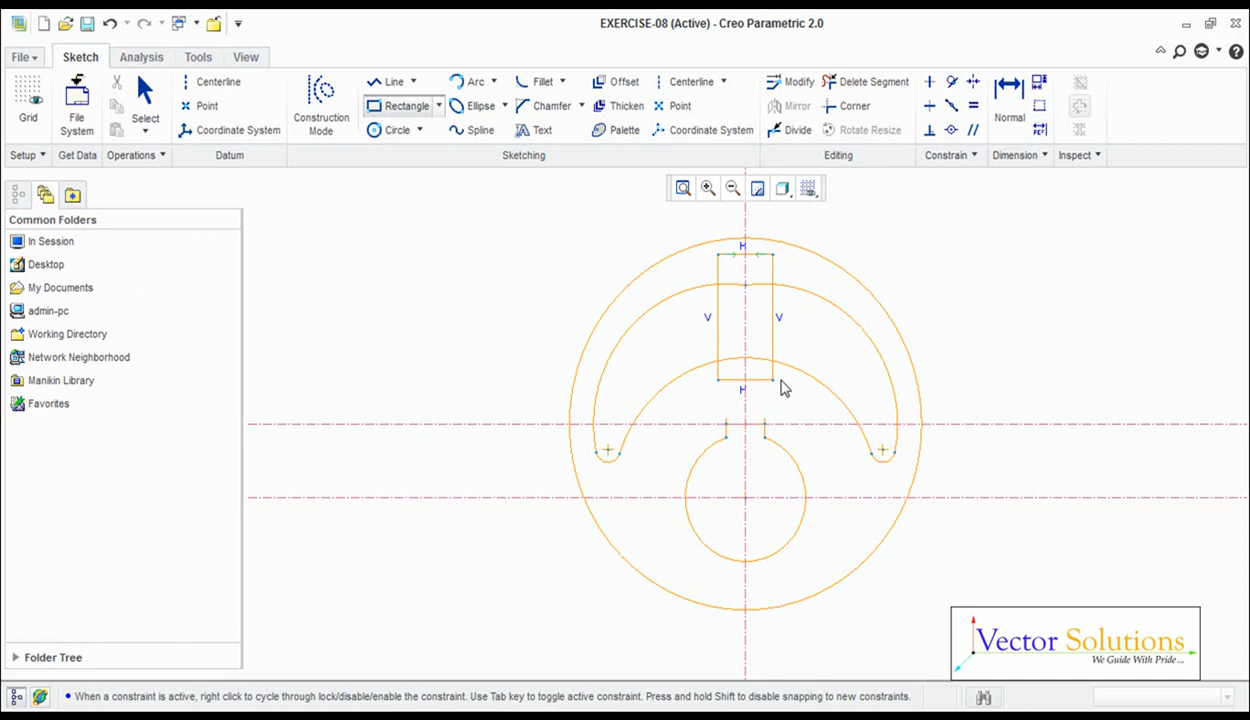 EXERCISE-08 (Active) - Creo Parametric 2.0
File
Sketch
Analysis
Tools
View
Grid
File System
Select
Centerline
Point
Coordinate System
Construction Mode
Line
Rectangle
Circle
Arc
Ellipse
Spline
Fillet
Chamfer
Text
Offset
Thicken
Palette
Centerline
Point
Coordinate System
Modify
Mirror
Divide
Delete Segment
Corner
Rotate Resize
Normal
Setup
Get Data
Operations
Datum
Sketching
Editing
Constrain
Dimension
Inspect
Common Folders
In Session
Desktop
My Documents
admin-pc
Working Directory
Network Neighborhood
Manikin Library
Favorites
H
V
V
H
Vector Solutions
We Guide With Pride...
Folder Tree
When a constraint is active, right click to cycle through lock/disable/enable the constraint. Use Tab key to toggle active constraint. Press and hold Shift to disable snapping to new constraints.